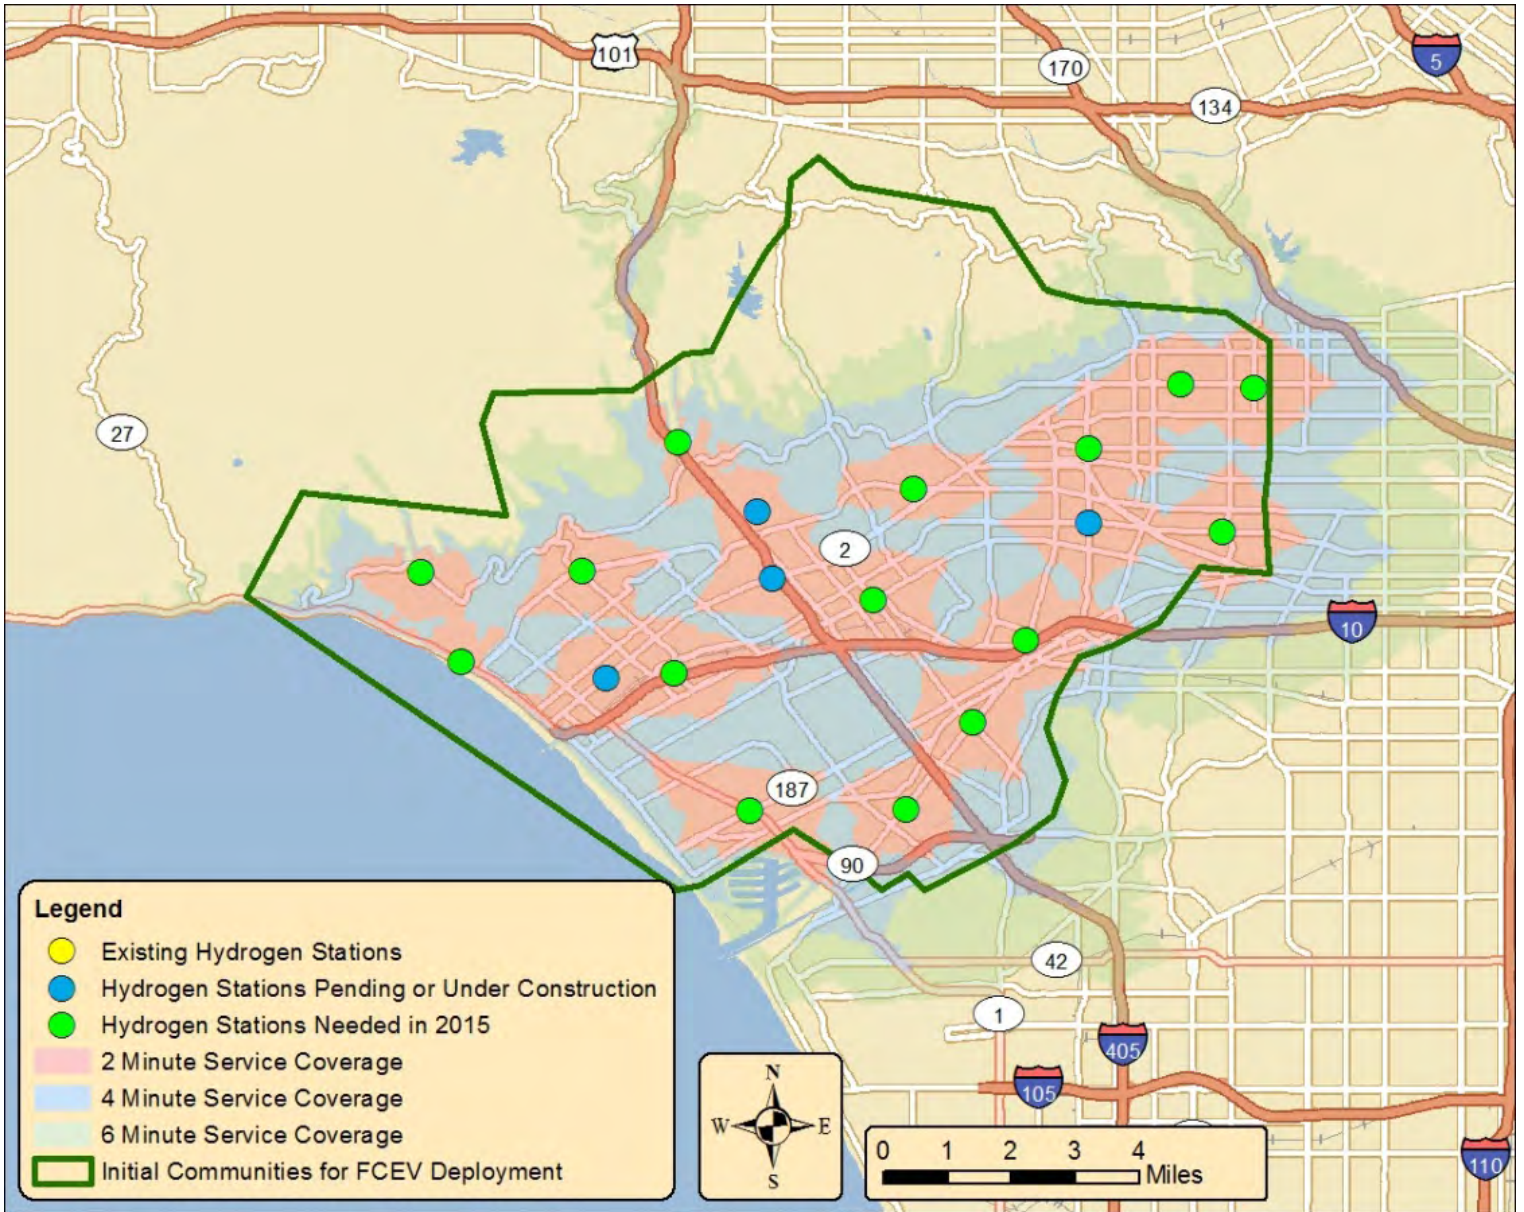 101
170
5
134
27
2
10
187
90
42
1
405
105
110
Legend
Existing Hydrogen Stations
Hydrogen Stations Pending or Under Construction
Hydrogen Stations Needed in 2015
2 Minute Service Coverage
4 Minute Service Coverage
6 Minute Service Coverage
Initial Communities for FCEV Deployment
N
W E
S
0 1 2 3 4
Miles